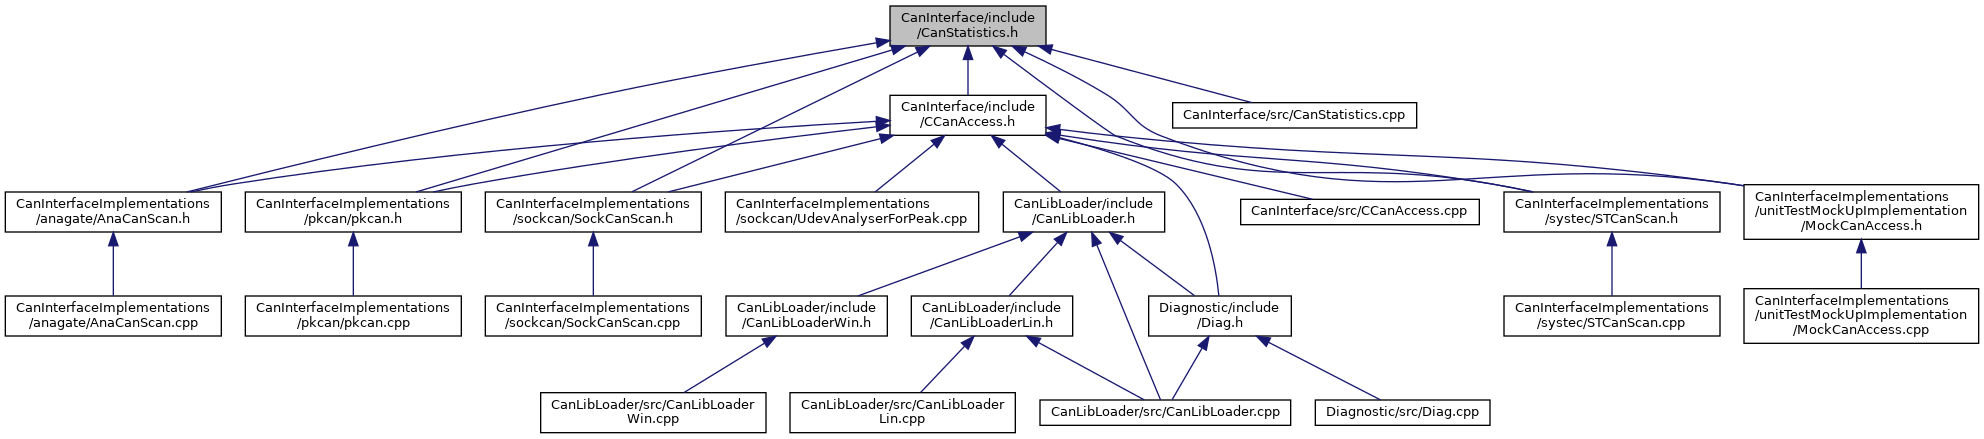 CanInterface/include
/CanStatistics.h
CanInterface/include
/CCanAccess.h
CanInterface/src/CanStatistics.cpp
CanInterfaceImplementations
/anagate/AnaCanScan.h
CanInterfaceImplementations
/pkcan/pkcan.h
CanInterfaceImplementations
/sockcan/SockCanScan.h
CanInterfaceImplementations
/sockcan/UdevAnalyserForPeak.cpp
CanLibLoader/include
/CanLibLoader.h
CanInterface/src/CCanAccess.cpp
CanInterfaceImplementations
/systec/STCanScan.h
CanInterfaceImplementations
/unitTestMockUpImplementation
/MockCanAccess.h
CanInterfaceImplementations
/anagate/AnaCanScan.cpp
CanInterfaceImplementations
/pkcan/pkcan.cpp
CanInterfaceImplementations
/sockcan/SockCanScan.cpp
CanLibLoader/include
/CanLibLoaderWin.h
CanLibLoader/include
/CanLibLoaderLin.h
Diagnostic/include
/Diag.h
CanInterfaceImplementations
/systec/STCanScan.cpp
CanInterfaceImplementations
/unitTestMockUpImplementation
/MockCanAccess.cpp
CanLibLoader/src/CanLibLoader
Win.cpp
CanLibLoader/src/CanLibLoader
Lin.cpp
CanLibLoader/src/CanLibLoader.cpp
Diagnostic/src/Diag.cpp